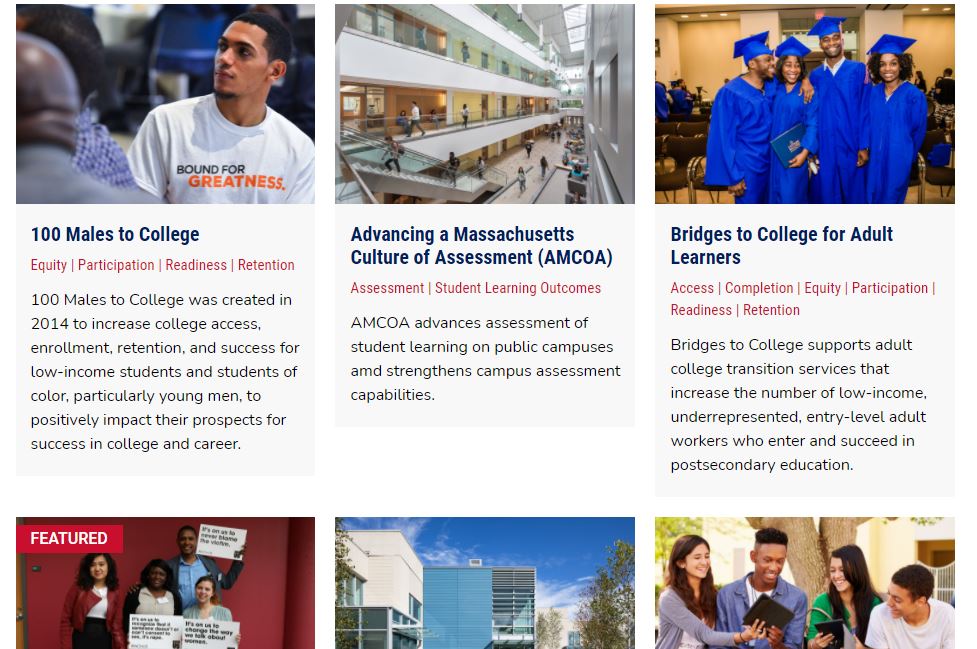 BOUND FOR
GREATNESS.
100 Males to College
Equity | Participation | Readiness | Retention
100 Males to College was created in
2014 to increase college access,
enrollment, retention, and success for
low-income students and students of
color, particularly young men, to
positively impact their prospects for
success in college and career.
Advancing a Massachusetts
Culture of Assessment (AMCOA)
Assessment | Student Learning Outcomes
AMCOA advances assessment of
student learning on public campuses
amd strengthens campus assessment
capabilities.
Bridges to College for Adult
Learners
Access | Completion | Equity | Participation |
Readiness | Retention
Bridges to College supports adult
college transition services that
increase the number of low-income,
underrepresented, entry-level adult
workers who enter and succeed in
postsecondary education.
FEATURED
It's on us to
never blame
the victim.
It's on us to
recognize that if
someone doesn't or
can't consent to
sex, it's rape.
It's on us to
change the way
we talk about
women.